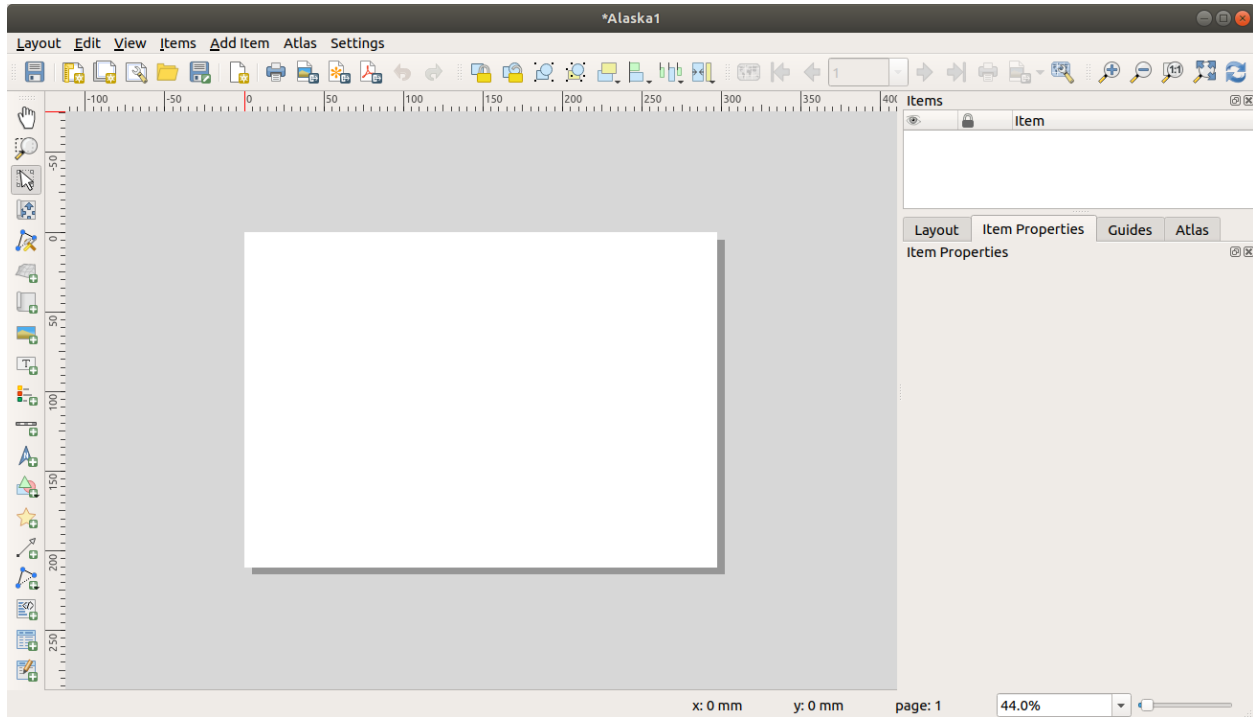 *Alaska1
Layout Edit View Items Add Item Atlas Settings
1
-100 -50 0 50 100 150 200 250 300 350 400
Items
Item
-50
0
50
100
150
200
250
Layout Item Properties Guides Atlas
Item Properties
x: 0 mm y: 0 mm page: 1 44.0%